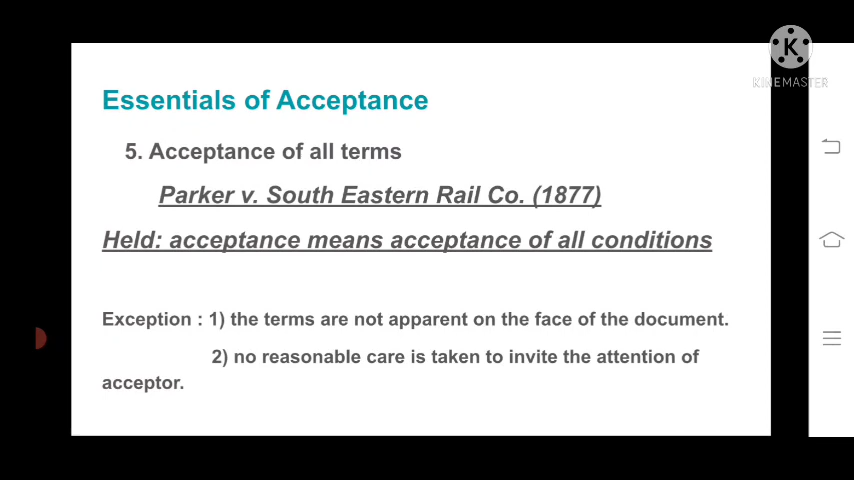 K
KINEMASTER
Essentials of Acceptance
5. Acceptance of all terms
Parker v. South Eastern Rail Co. (1877)
Held: acceptance means acceptance of all conditions
Exception : 1) the terms are not apparent on the face of the document.
2) no reasonable care is taken to invite the attention of
acceptor.